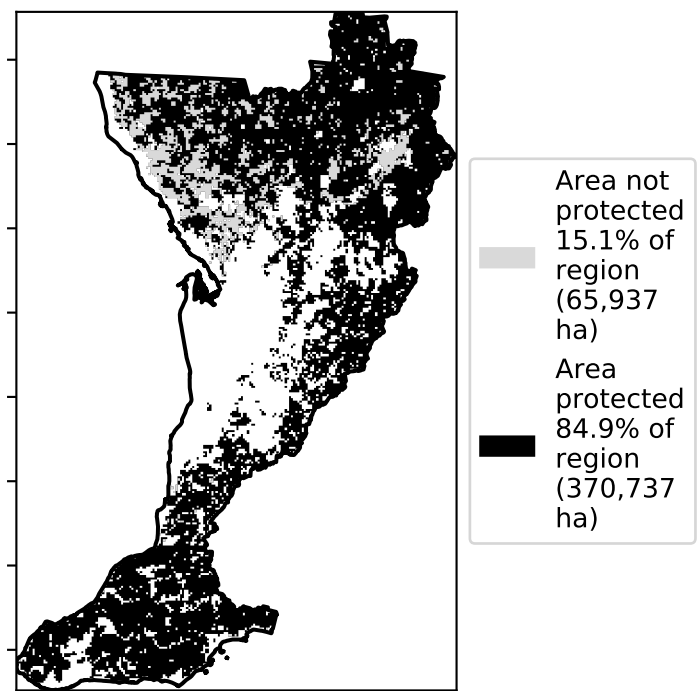 Area not
protected
15.1% of
region
(65,937
ha)
Area
protected
84.9% of
region
(370,737
ha)